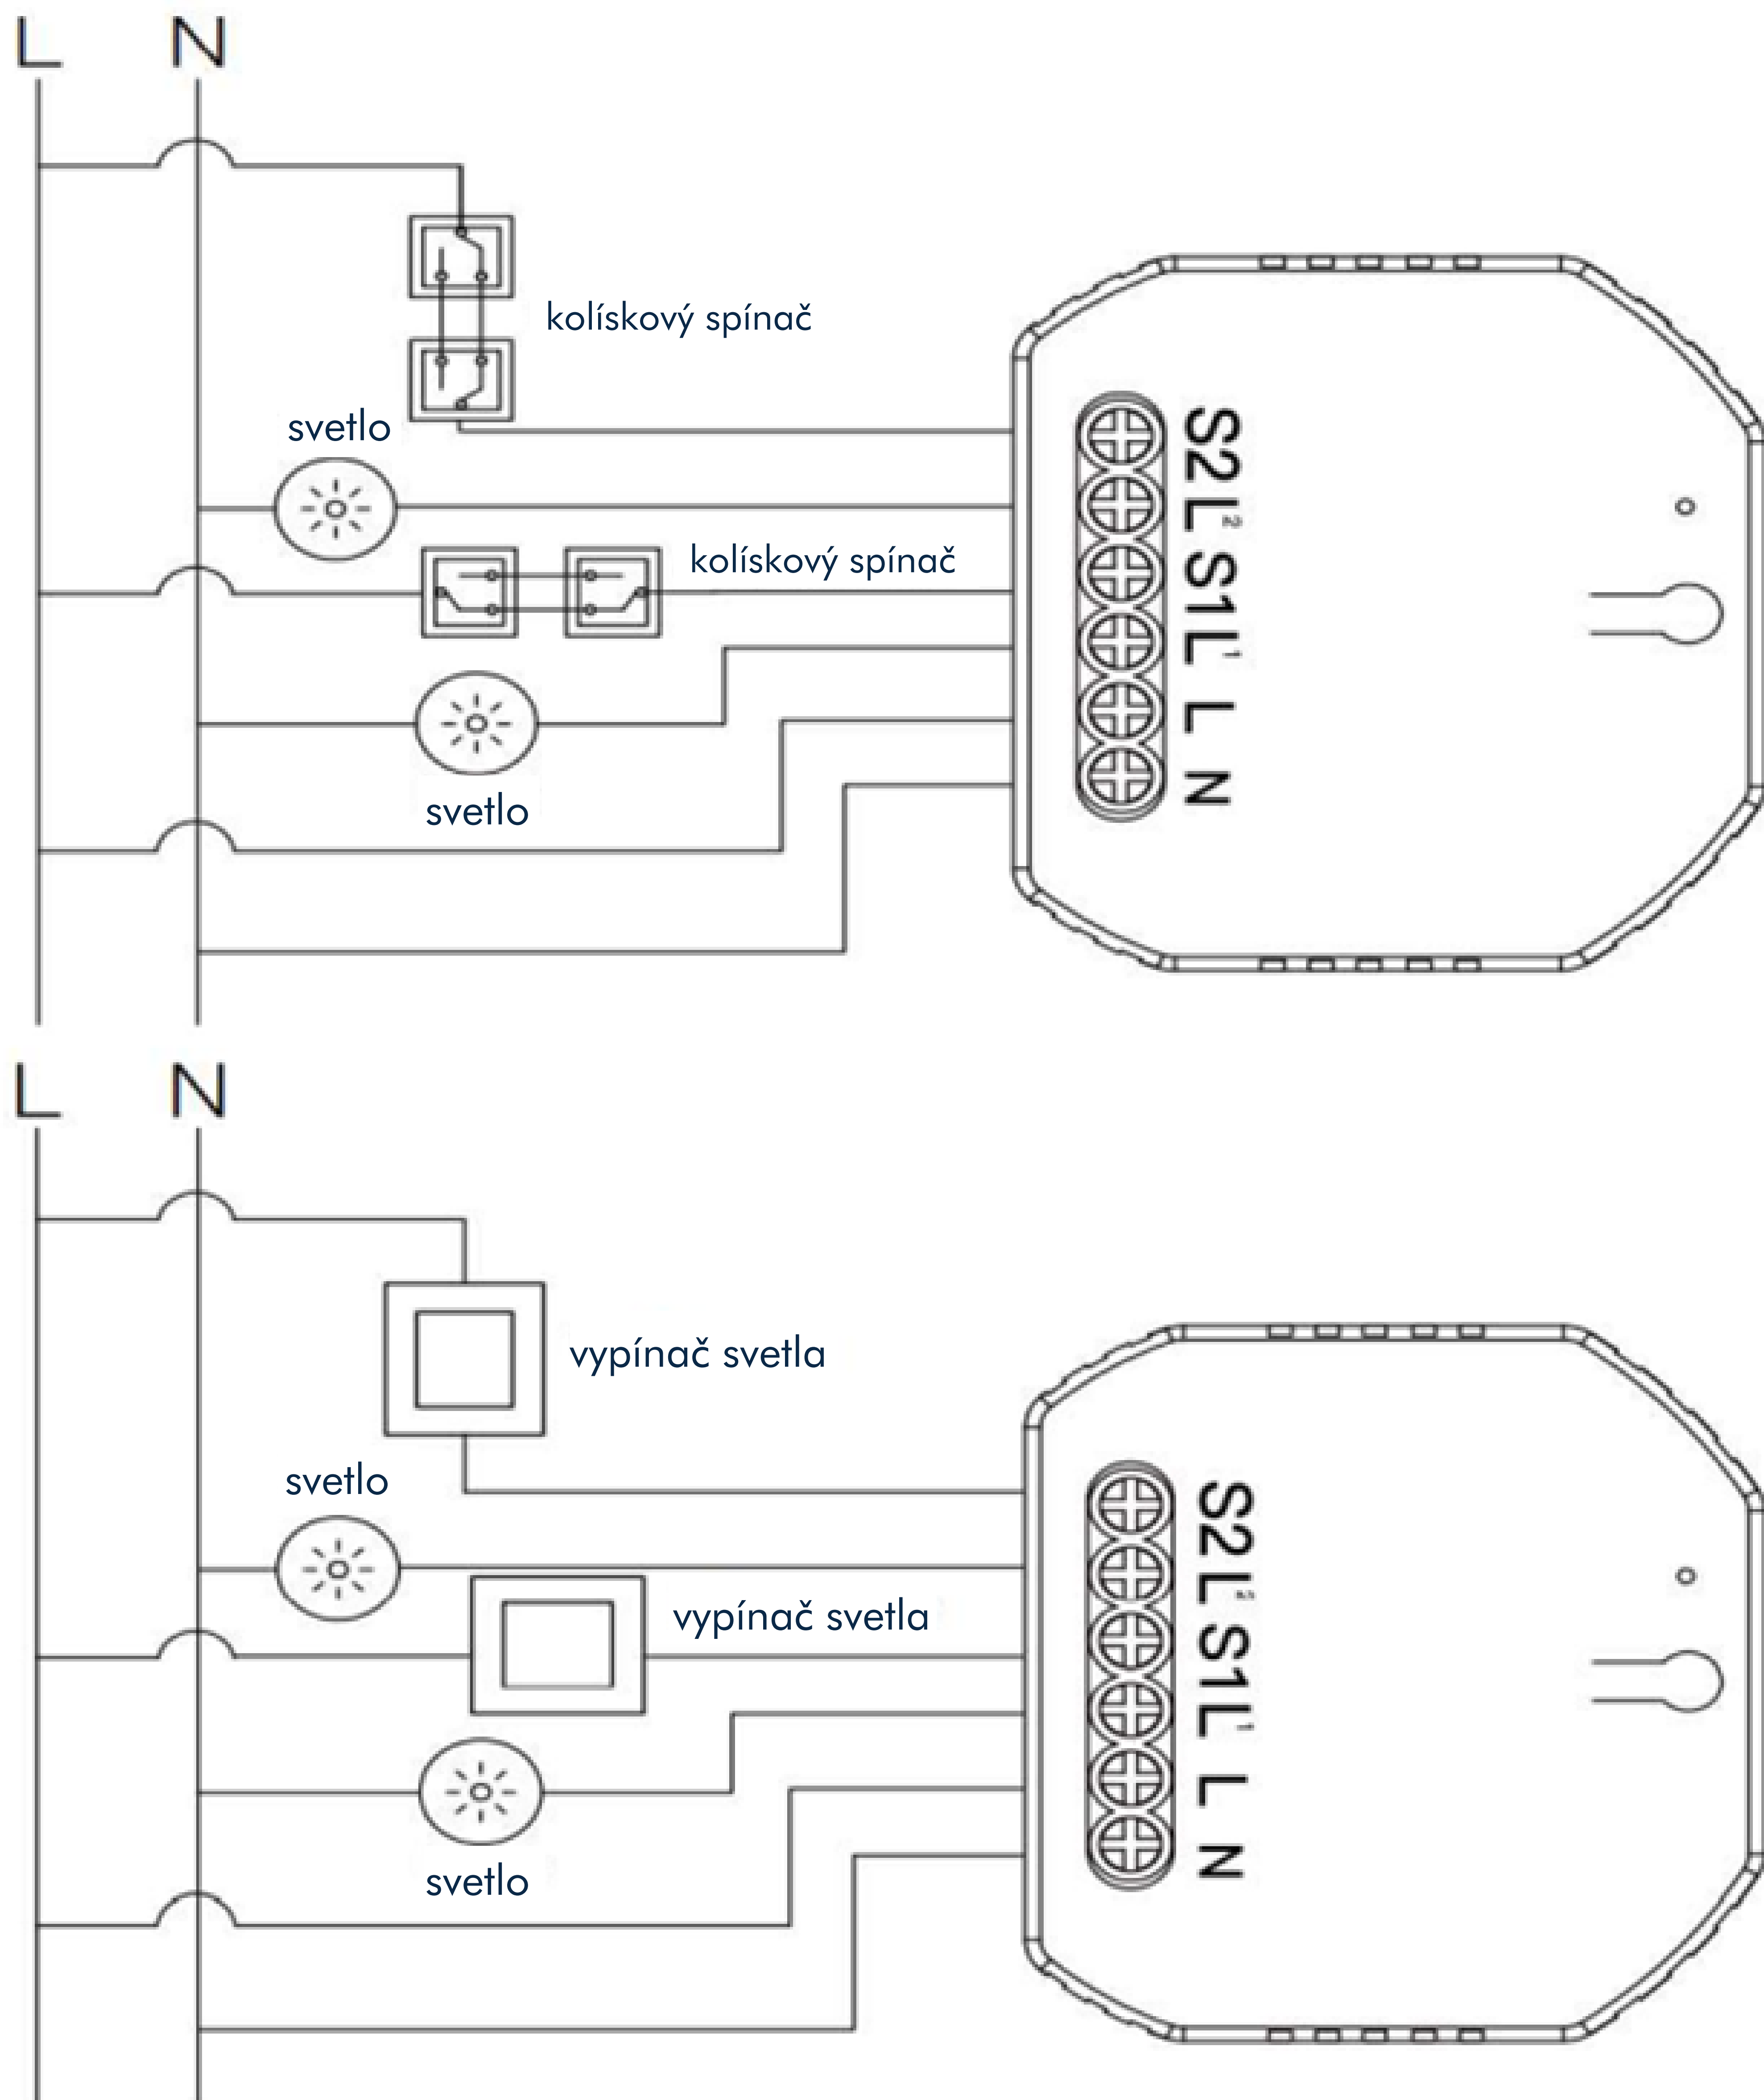 L N
kolískový spínač
svetlo
kolískový spínač
svetlo
S2 L2 S1 L1 L N
L N
vypínač svetla
svetlo
vypínač svetla
svetlo
S2 L2 S1 L1 L N